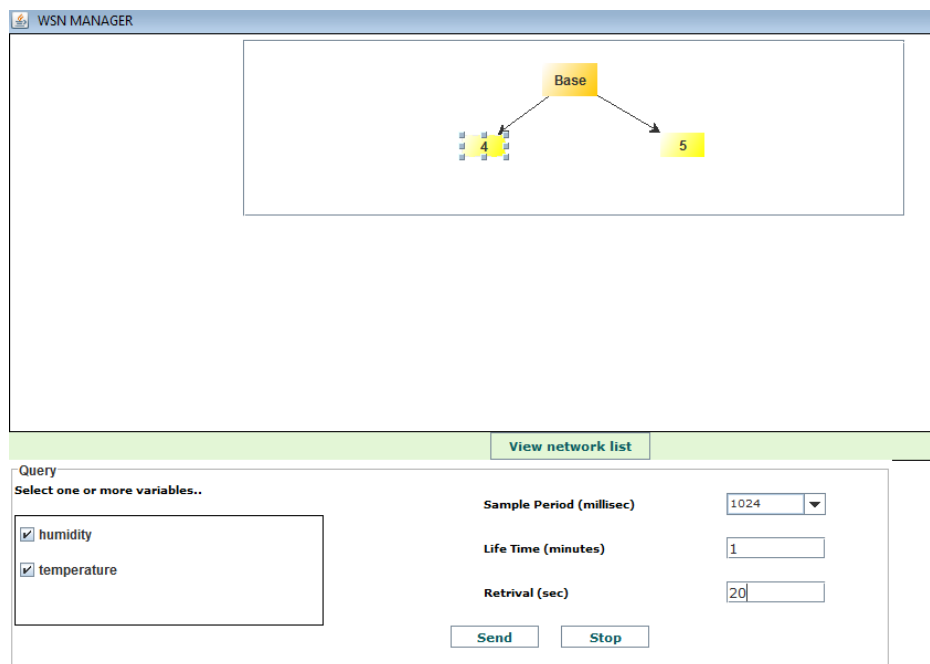 WSN MANAGER
Base
4
5
View network list
Query
Select one or more variables..
humidity
temperature
Sample Period (millisec)
1024
Life Time (minutes)
1
Retrival (sec)
20
Send
Stop